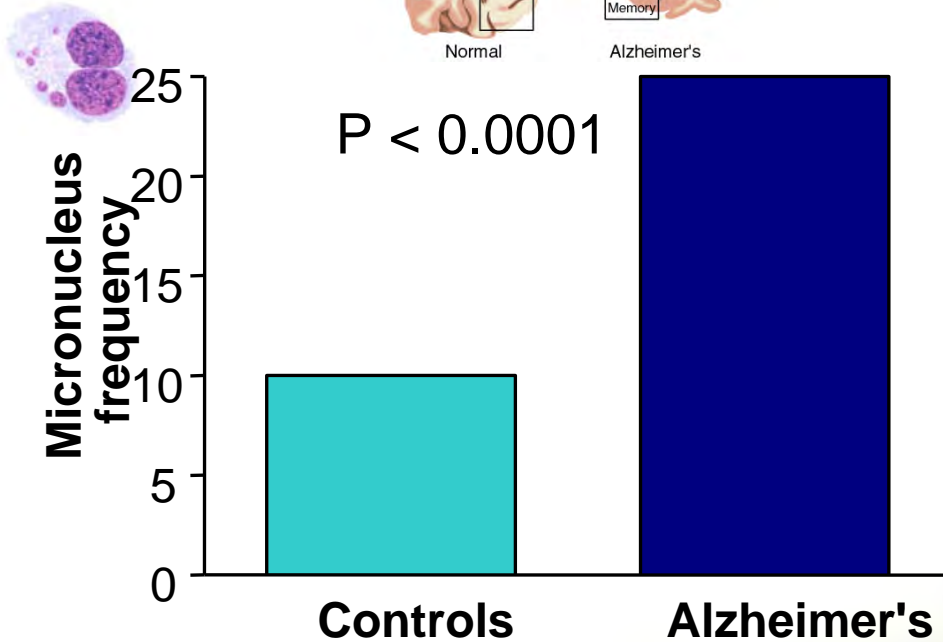 Memory
Normal
Alzheimer's
25
P < 0.0001
20
15
10
5
0
Micronucleus
frequency
Controls
Alzheimer's